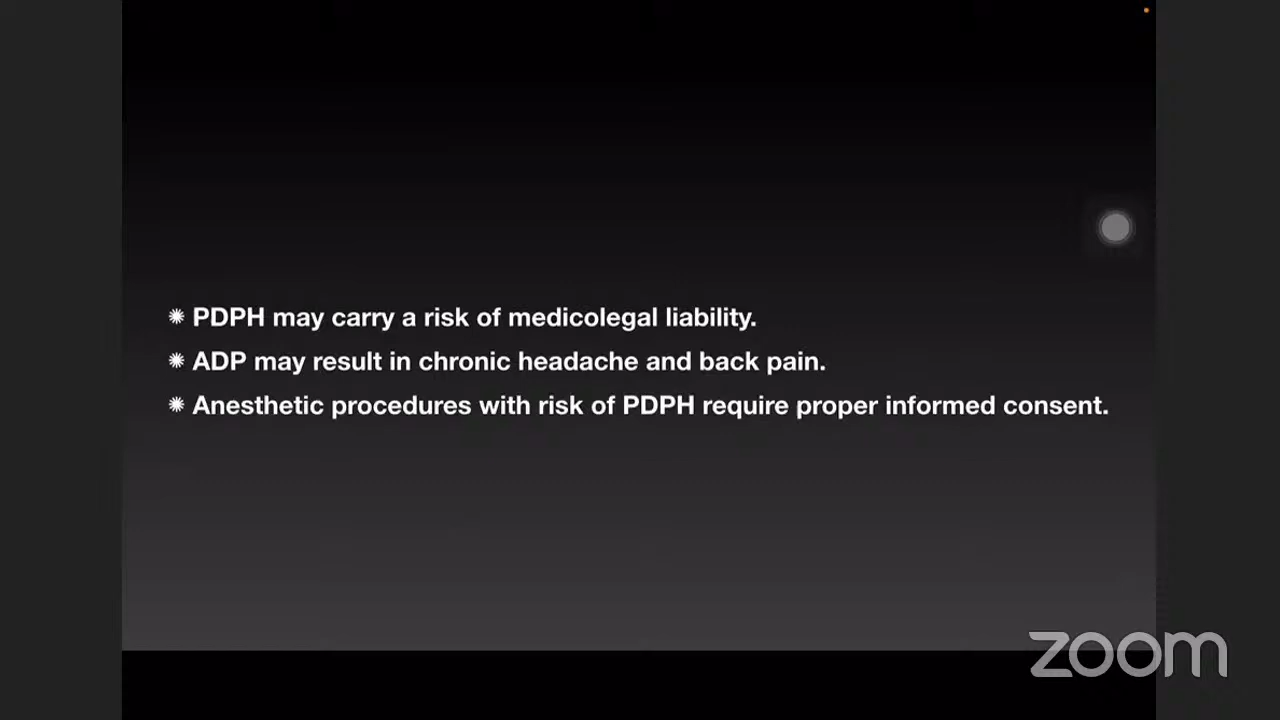 ✺ PDPH may carry a risk of medicolegal liability.
✺ ADP may result in chronic headache and back pain.
✺ Anesthetic procedures with risk of PDPH require proper informed consent.
zoom